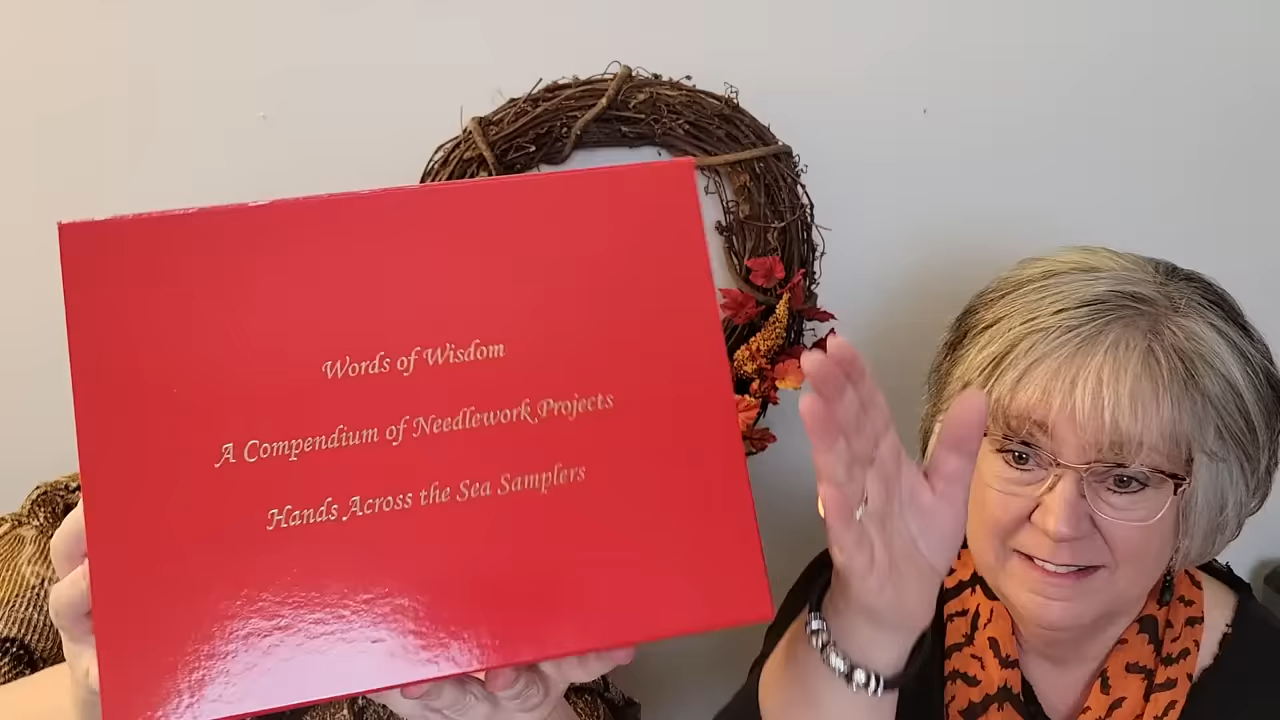 Words of Wisdom
A Compendium of Needlework Projects
Hands Across the Sea Samplers